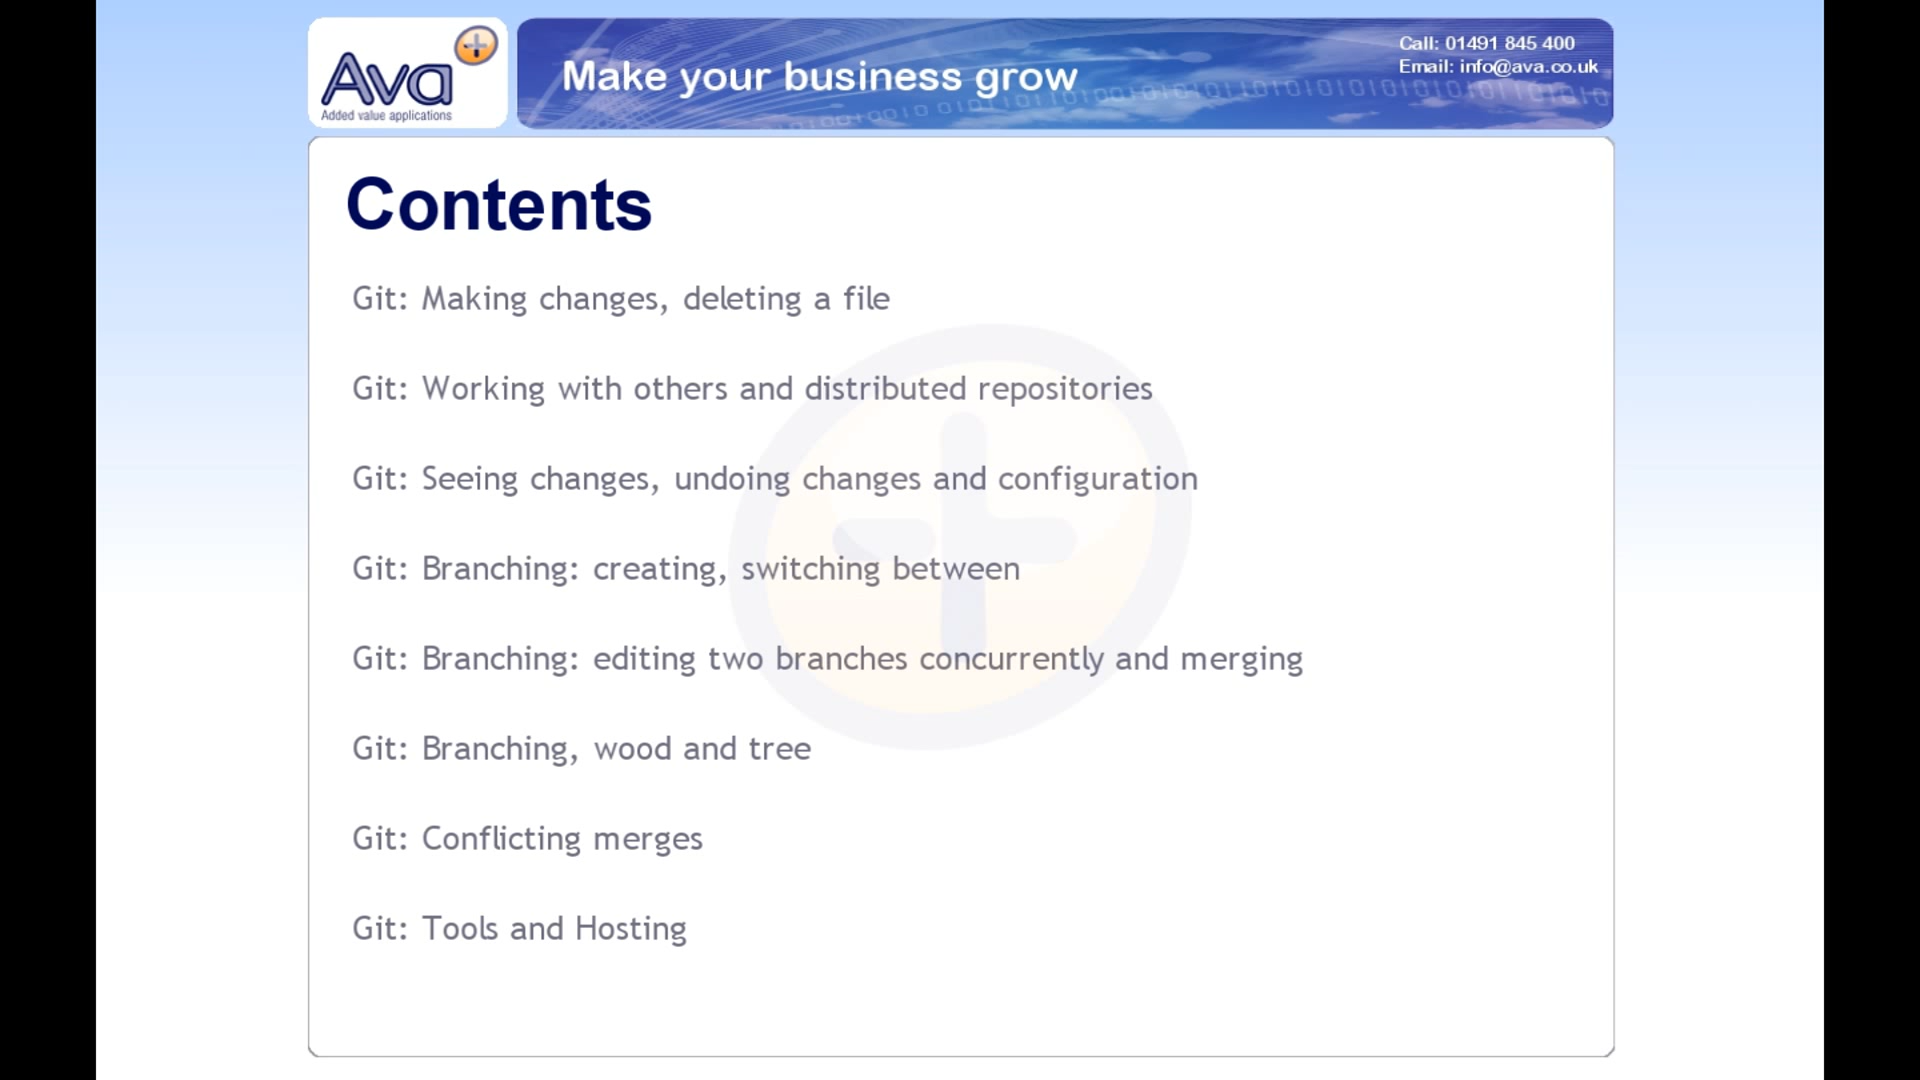 Ava
Added value applications
Make your business grow
Call: 01491 845 400
Email: info@ava.co.uk
Contents
Git: Making changes, deleting a file
Git: Working with others and distributed repositories
Git: Seeing changes, undoing changes and configuration
Git: Branching: creating, switching between
Git: Branching: editing two branches concurrently and merging
Git: Branching, wood and tree
Git: Conflicting merges
Git: Tools and Hosting